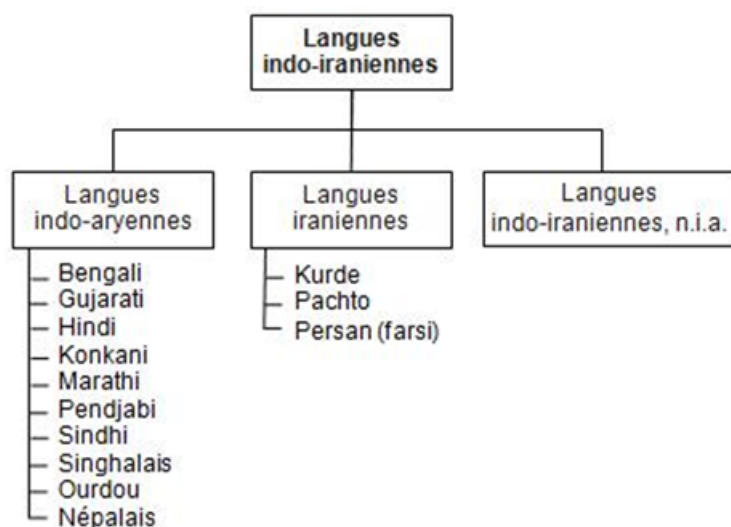 Langues
indo-iraniennes
Langues
indo-aryennes
Bengali
Gujarati
Hindi
Konkani
Marathi
Pendjabi
Sindhi
Singhalais
Ourdou
Népalais
Langues
iraniennes
Kurde
Pachto
Persan (farsi)
Langues
indo-iraniennes, n.i.a.